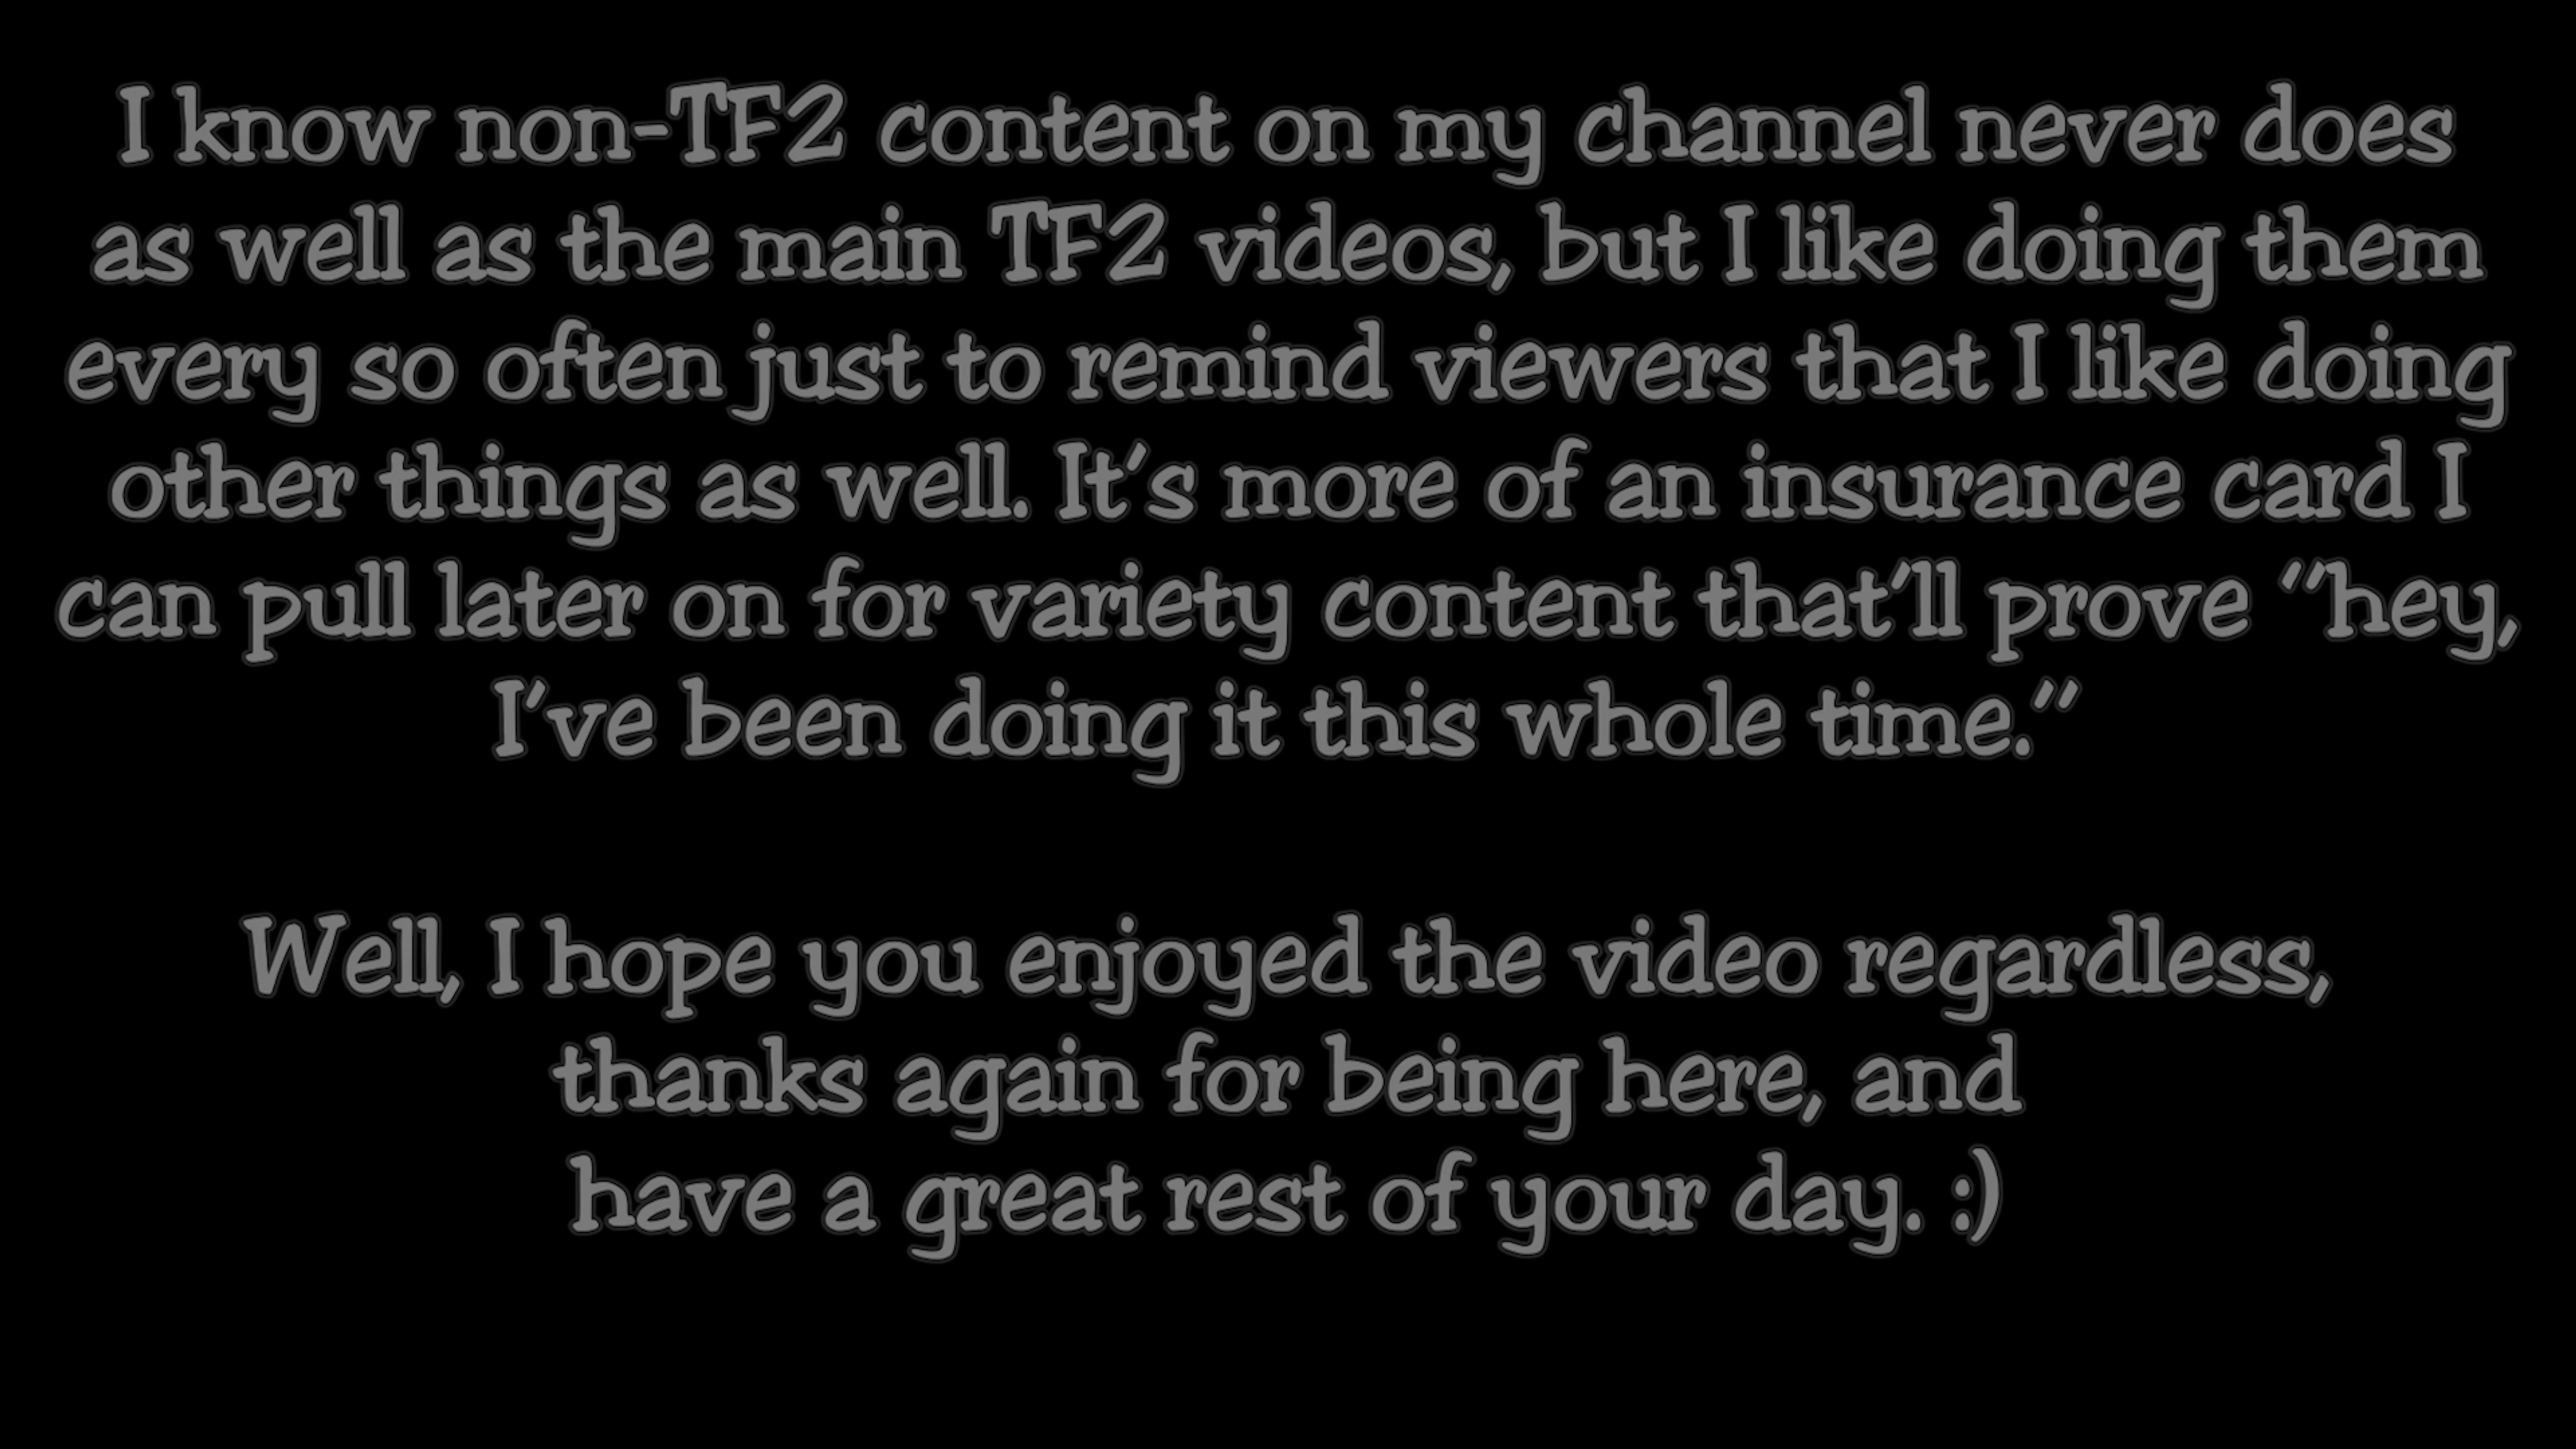 I know non-TF2 content on my channel never does
as well as the main TF2 videos, but I like doing them
every so often just to remind viewers that I like doing
other things as well. It's more of an insurance card I
can pull later on for variety content that'll prove "hey,
I've been doing it this whole time."
Well, I hope you enjoyed the video regardless,
thanks again for being here, and
have a great rest of your day. :)